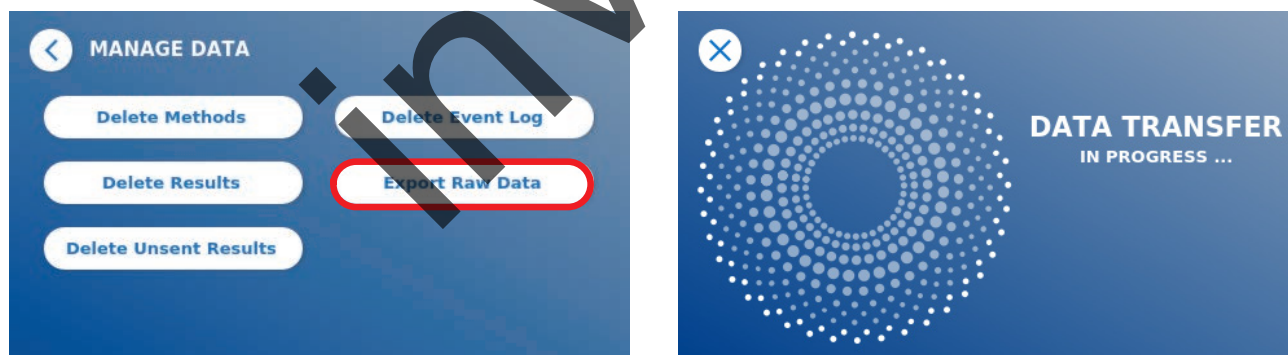 MANAGE DATA
Delete Methods
Delete Event Log
Delete Results
Export Raw Data
Delete Unsent Results
DATA TRANSFER
IN PROGRESS ...